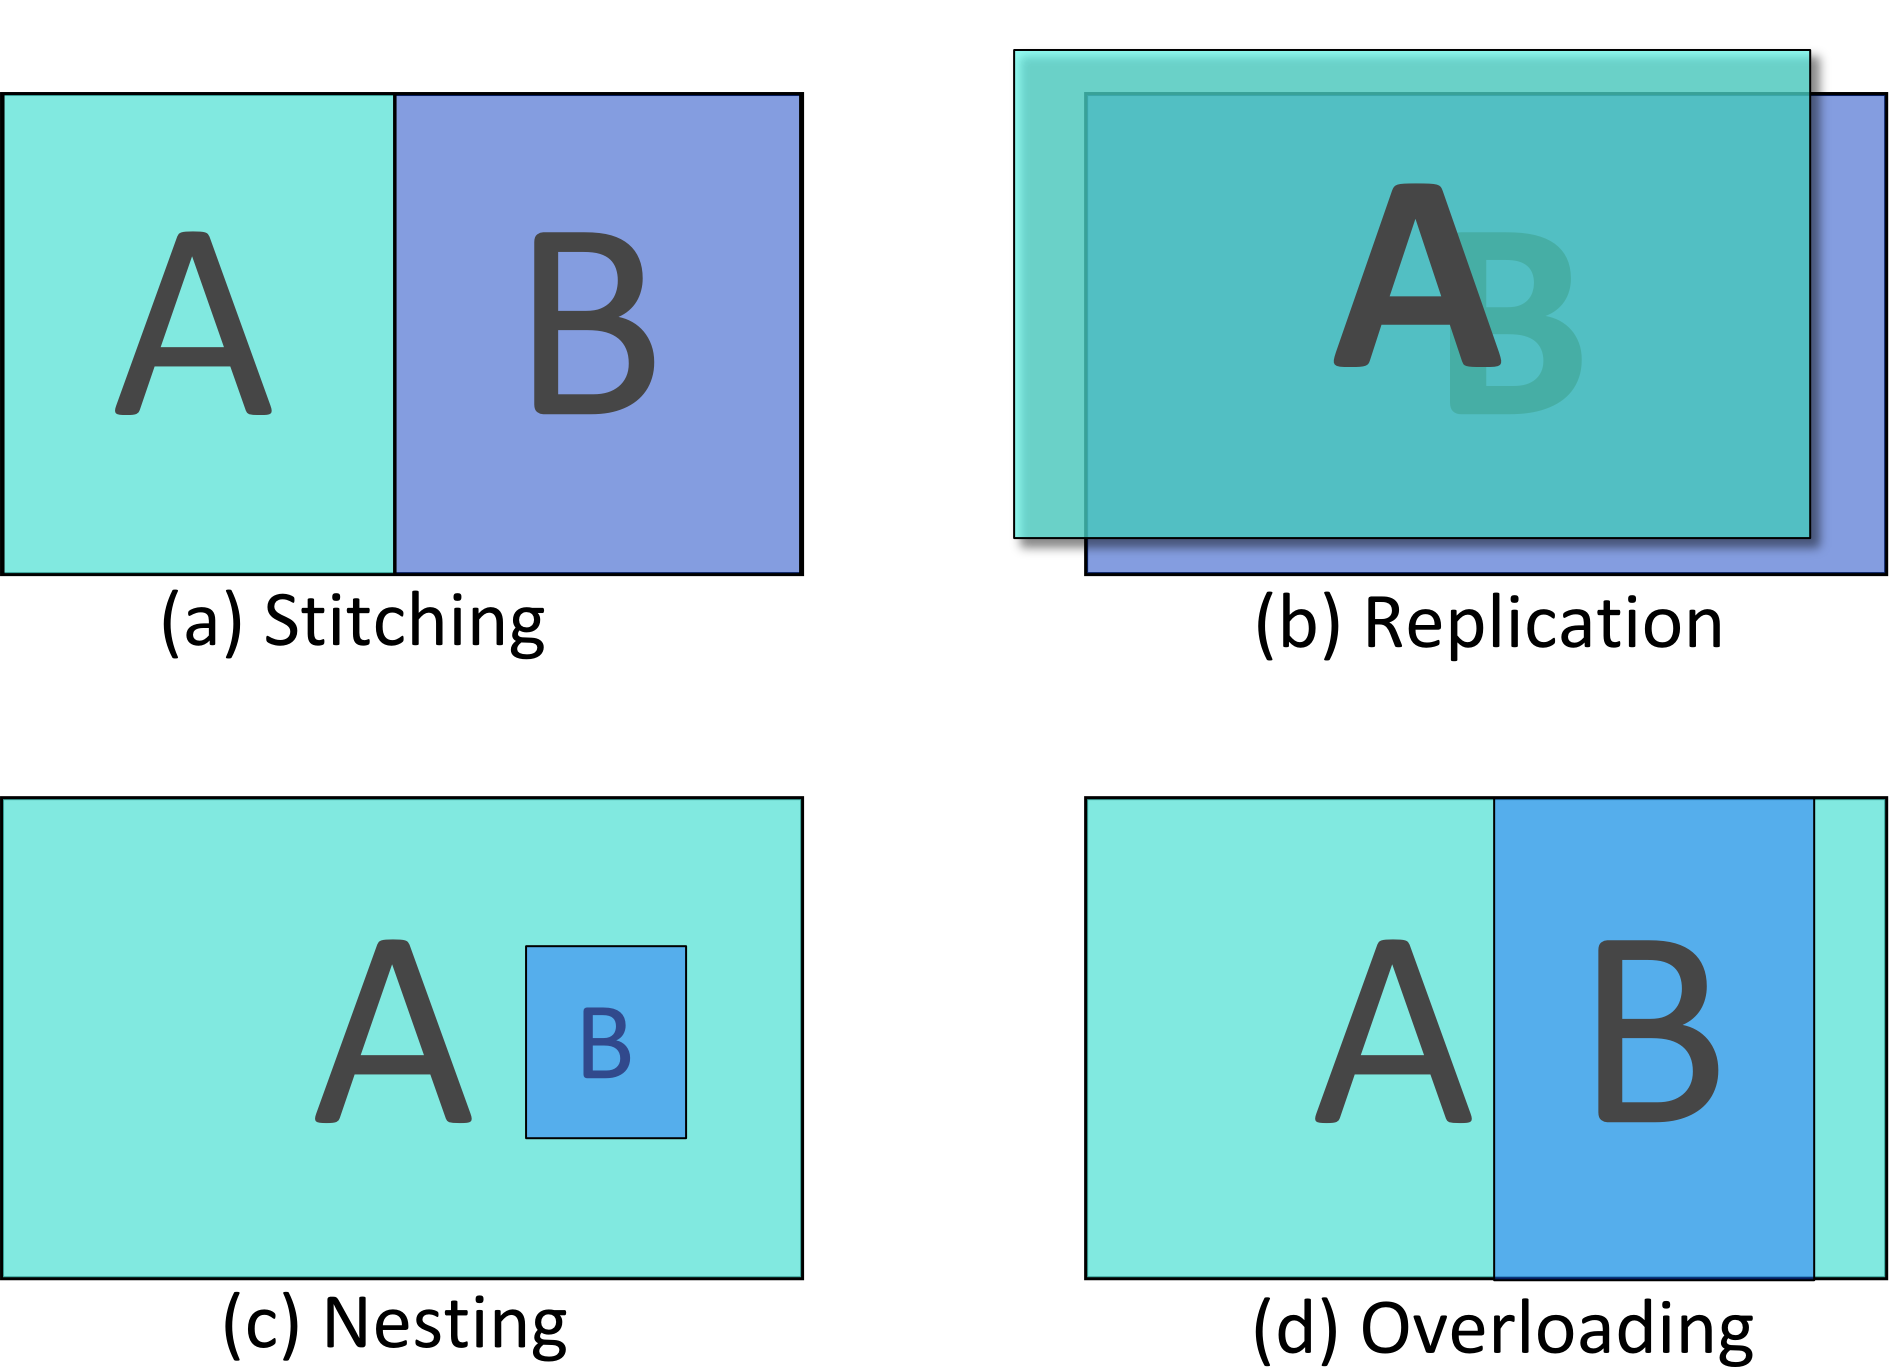 A B
A B
(a) Stitching
(b) Replication
A B
A B
(c) Nesting
(d) Overloading